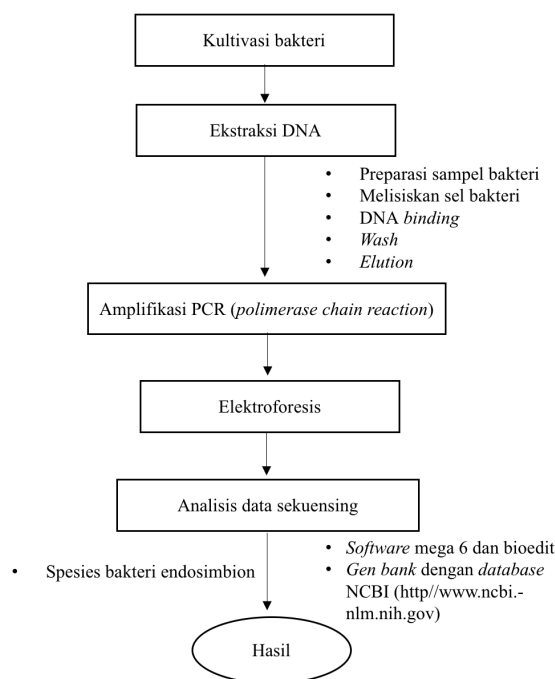 Kultivasi bakteri
Ekstraksi DNA
• Preparasi sampel bakteri
• Melisiskan sel bakteri
• DNA binding
• Wash
• Elution
Amplifikasi PCR (polimerase chain reaction)
Elektroforesis
Analisis data sekuensing
• Software mega 6 dan bioedit
• Gen bank dengan database
NCBI (http//www.ncbi.-
nlm.nih.gov)
• Spesies bakteri endosimbion
Hasil